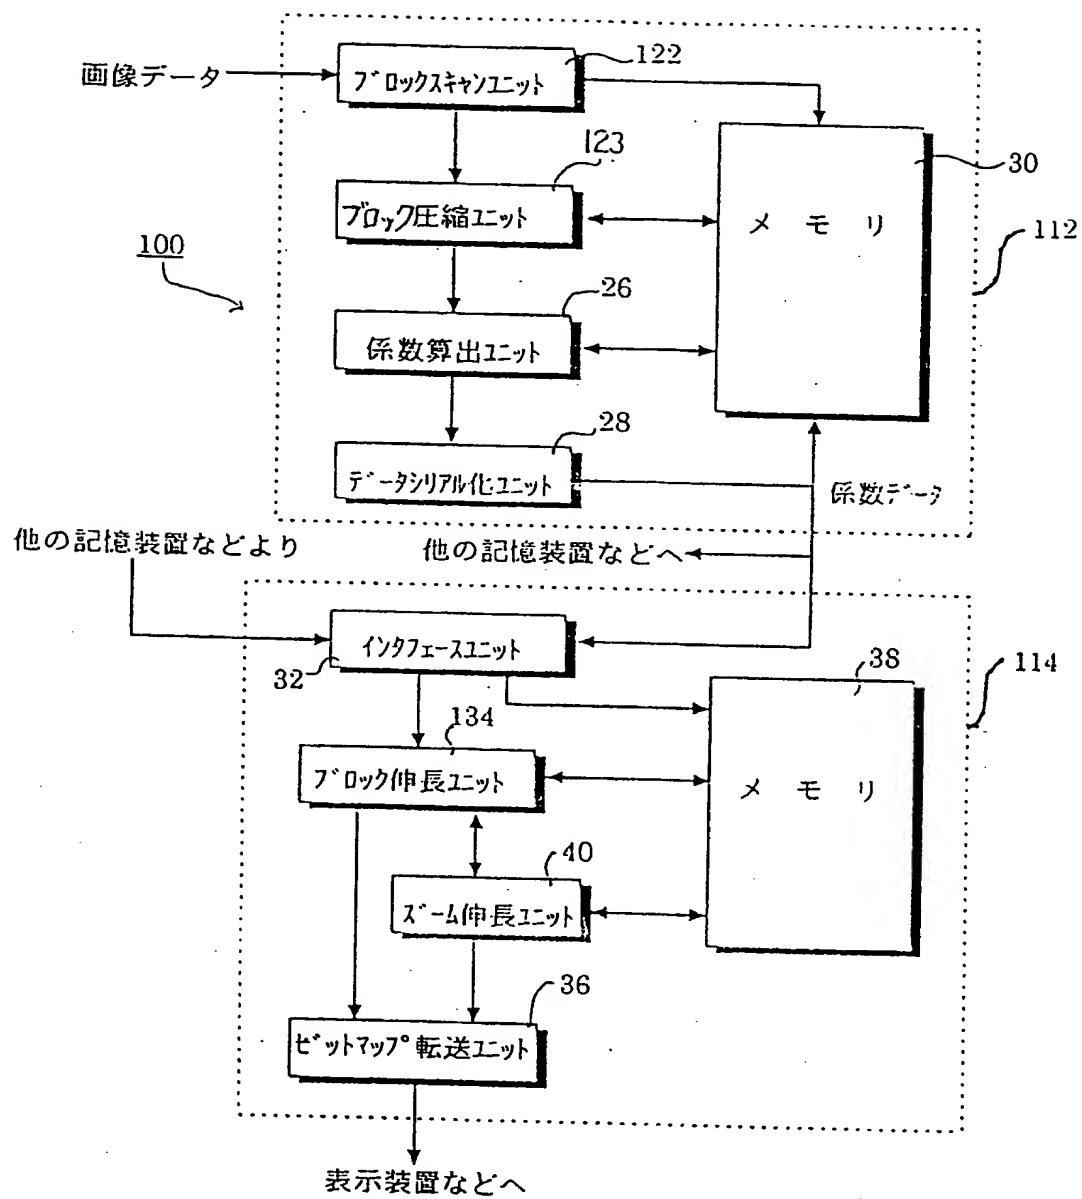 122
画像データ
ブロックスキャンユニット
123
30
ブロック圧縮ユニット
メモリ
112
100
26
係数算出ユニット
28
データシリアル化ユニット
係数データ
他の記憶装置などより
他の記憶装置などへ
インタフェースユニット
32
38
114
134
ブロック伸長ユニット
メモリ
40
ズーム伸長ユニット
36
ビットマップ転送ユニット
表示装置などへ